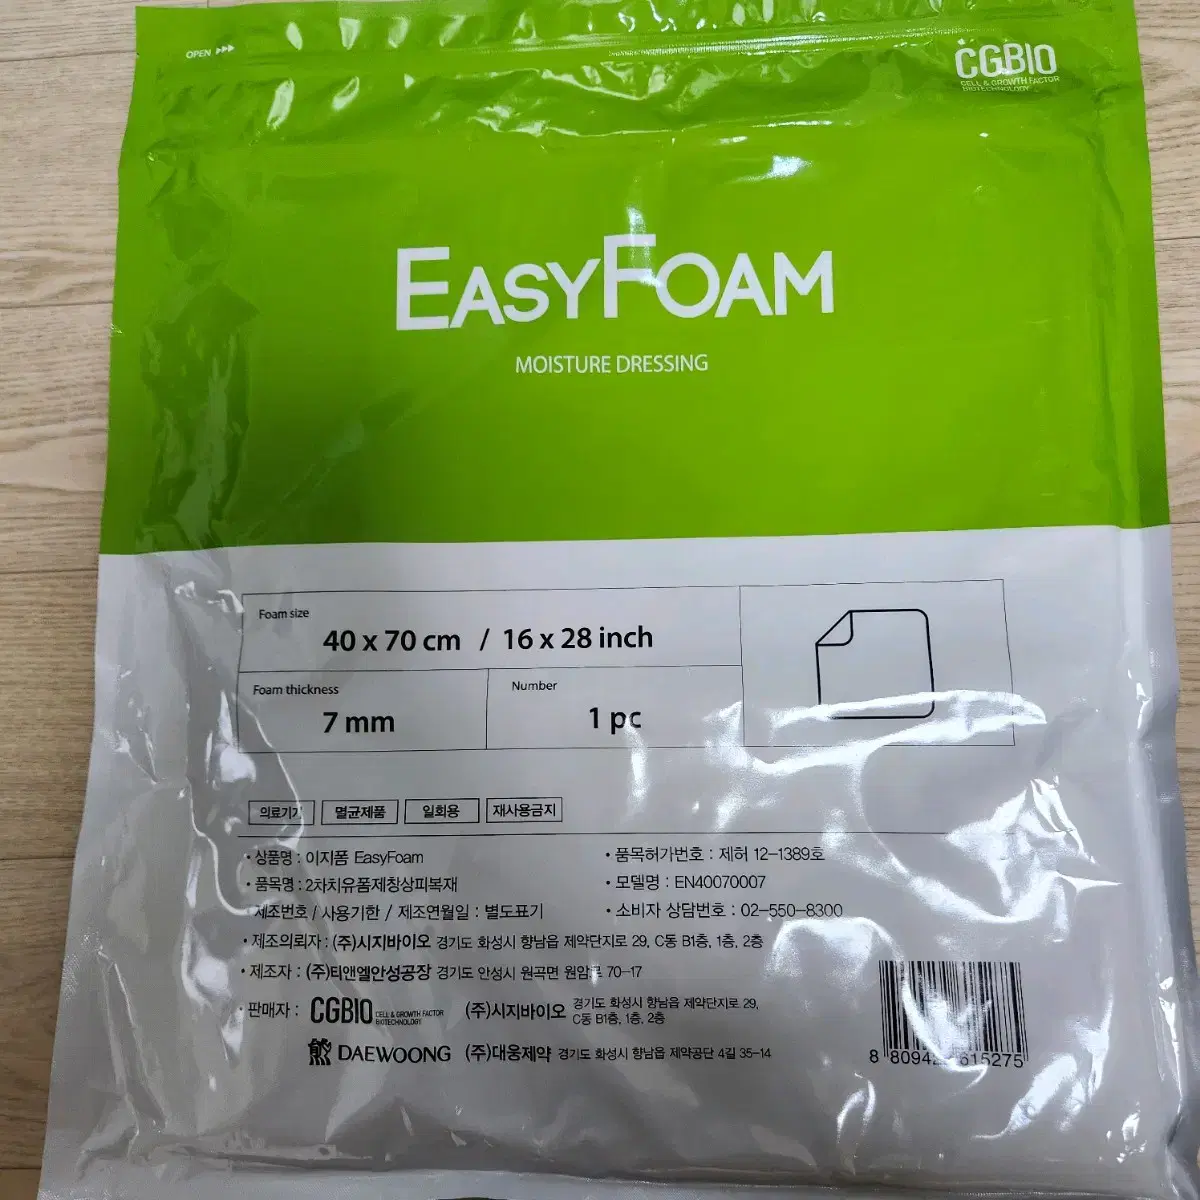 OPEN
CGBIO
CELL & GROWTH FACTOR
BIOTECHNOLOGY
EASYFOAM
MOISTURE DRESSING
Foam size
40 x 70 cm / 16 x 28 inch
Foam thickness
7 mm
Number
1 pc
의료기기 멸균제품 일회용 재사용금지
• 상품명 : 이지폼 EasyFoam
• 품목허가번호 : 제허 12-1389호
• 품목명 : 2차치유폼제창상피복재
• 모델명 : EN40070007
• 제조번호 / 사용기한 / 제조연월일 : 별도표기
• 소비자 상담번호 : 02-550-8300
• 제조의뢰자 : (주)시지바이오 경기도 화성시 향남읍 제약단지로 29, C동 B1층, 1층, 2층
• 제조자 : (주)티앤엘안성공장 경기도 안성시 원곡면 원암로 70-17
• 판매자 : CGBIO CELL & GROWTH FACTOR BIOTECHNOLOGY (주)시지바이오 경기도 화성시 향남읍 제약단지로 29,
C동 B1층, 1층, 2층
DAEWOONG (주)대웅제약 경기도 화성시 향남읍 제약공단 4길 35-14